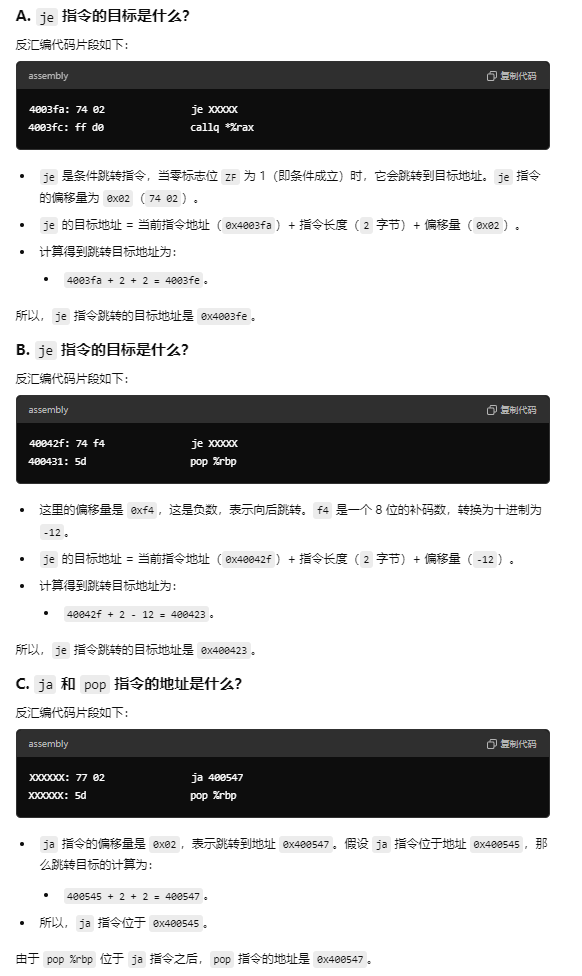 A. je 指令的目标是什么？
反汇编代码片段如下：
assembly 复制代码
4003fa: 74 02 je XXXXX
4003fc: ff d0 callq *%rax
• je 是条件跳转指令，当零标志位 ZF 为 1（即条件成立）时，它会跳转到目标地址。je 指令
的偏移量为 0x02（74 02）。
• je 的目标地址 = 当前指令地址（0x4003fa）+ 指令长度（2 字节）+ 偏移量（0x02）。
• 计算得到跳转目标地址为：
• 4003fa + 2 + 2 = 4003fe。
所以，je 指令跳转的目标地址是 0x4003fe。
B. je 指令的目标是什么？
反汇编代码片段如下：
assembly 复制代码
40042f: 74 f4 je XXXXX
400431: 5d pop %rbp
• 这里的偏移量是 0xf4，这是负数，表示向后跳转。f4 是一个 8 位的补码数，转换为十进制为
-12。
• je 的目标地址 = 当前指令地址（0x40042f）+ 指令长度（2 字节）+ 偏移量（-12）。
• 计算得到跳转目标地址为：
• 40042f + 2 - 12 = 400423。
所以，je 指令跳转的目标地址是 0x400423。
C. ja 和 pop 指令的地址是什么？
反汇编代码片段如下：
assembly 复制代码
XXXXXX: 77 02 ja 400547
XXXXXX: 5d pop %rbp
• ja 指令的偏移量是 0x02，表示跳转到地址 0x400547。假设 ja 指令位于地址 0x400545，那
么跳转目标的计算为：
• 400545 + 2 + 2 = 400547。
• 所以，ja 指令位于 0x400545。
由于 pop %rbp 位于 ja 指令之后，pop 指令的地址是 0x400547。